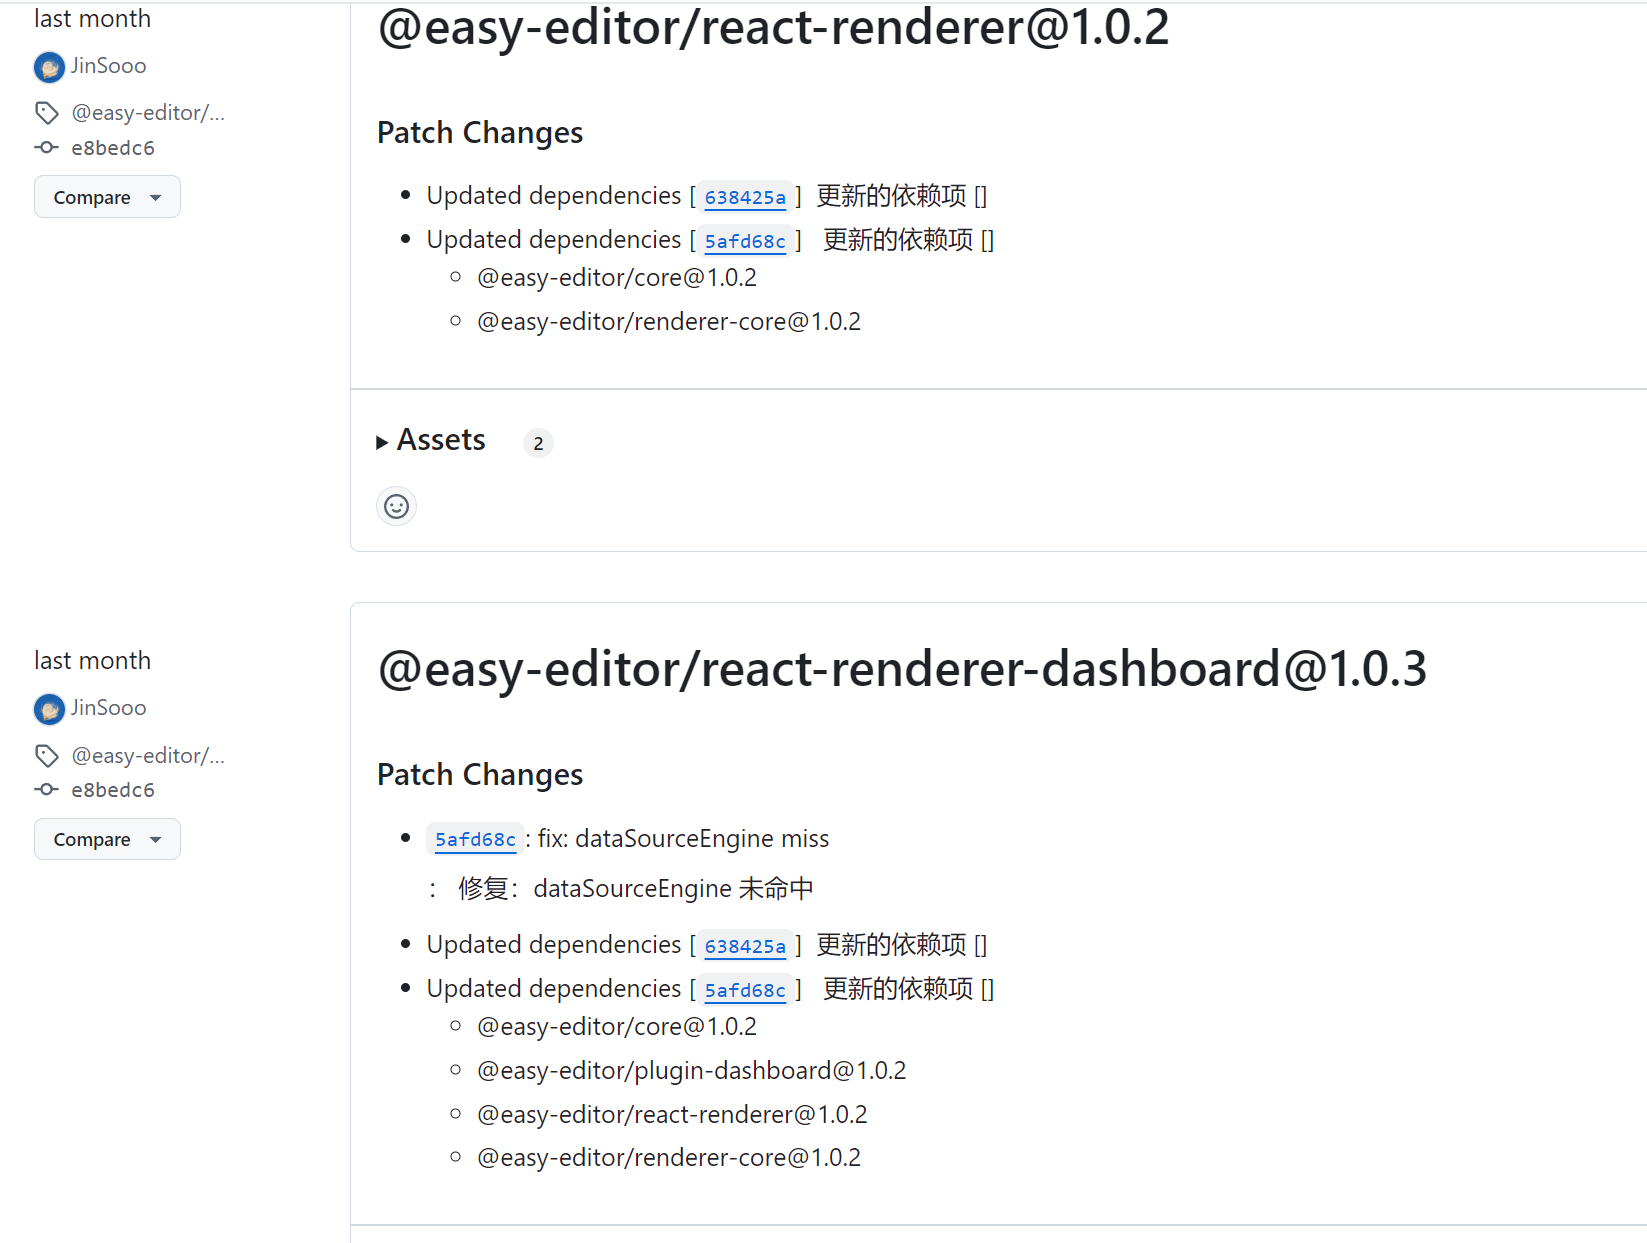 last month
JinSooo
@easy-editor/...
e8bedc6
Compare
@easy-editor/react-renderer@1.0.2
Patch Changes
Updated dependencies [638425a] 更新的依赖项 []
Updated dependencies [5afd68c] 更新的依赖项 []
@easy-editor/core@1.0.2
@easy-editor/renderer-core@1.0.2
Assets 2
last month
JinSooo
@easy-editor/...
e8bedc6
Compare
@easy-editor/react-renderer-dashboard@1.0.3
Patch Changes
5afd68c: fix: dataSourceEngine miss
： 修复：dataSourceEngine 未命中
Updated dependencies [638425a] 更新的依赖项 []
Updated dependencies [5afd68c] 更新的依赖项 []
@easy-editor/core@1.0.2
@easy-editor/plugin-dashboard@1.0.2
@easy-editor/react-renderer@1.0.2
@easy-editor/renderer-core@1.0.2